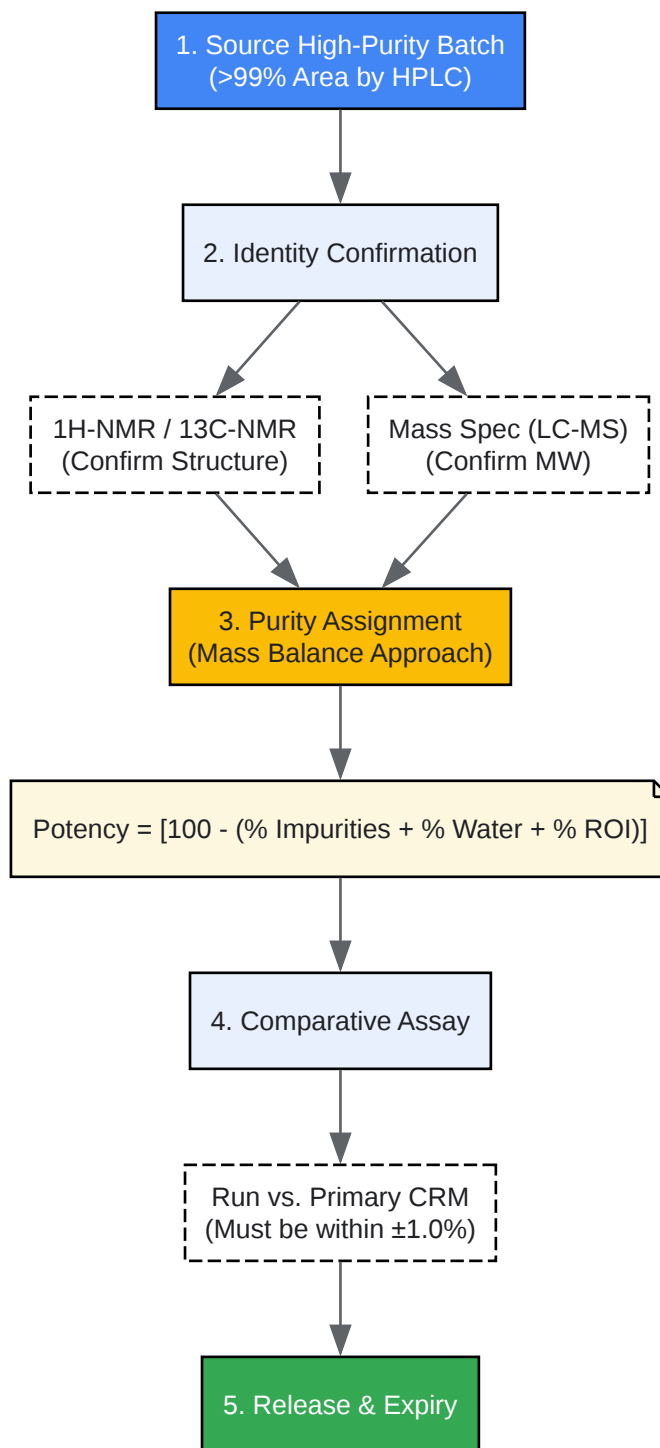 1. Source High-Purity Batch
(>99% Area by HPLC)
2. Identity Confirmation
1H-NMR / 13C-NMR
(Confirm Structure)
Mass Spec (LC-MS)
(Confirm MW)
3. Purity Assignment
(Mass Balance Approach)
Potency = [100 - (% Impurities + % Water + % ROI)]
4. Comparative Assay
Run vs. Primary CRM
(Must be within ±1.0%)
5. Release & Expiry